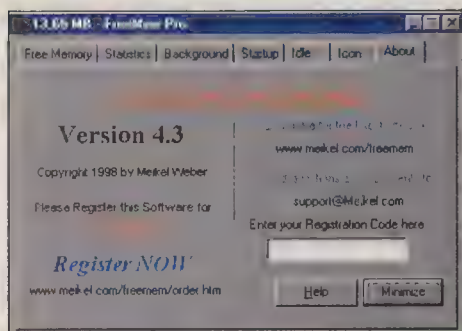 13.05 MB - FreeMem Pro
Free Memory | Statistics | Background | Startup | Idle | Icon | About
Version 4.3
Copyright 1998 by Meikel Weber
Please Register this Software for
Register NOW
www.meikel.com/freemem/order.htm
www.meikel.com/freemem
support@Meikel.com
Enter your Registration Code here
Help
Minimize